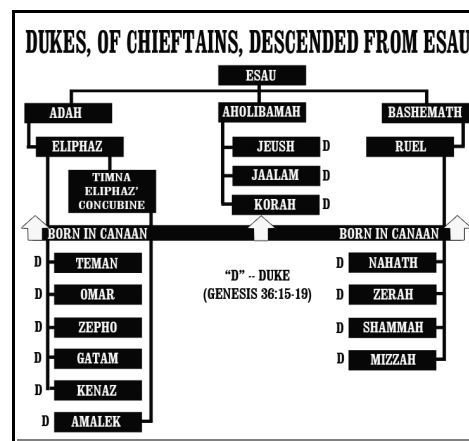 DUKES, OF CHIEFTAINS, DESCENDED FROM ESAU
ESAU
ADAH
AHOLIBAMAH
BASHEMATH
ELIPHAZ
JEUSH D
RUEL
TIMNA
ELIPHAZ'
CONCUBINE
JAALAM D
KORAH D
BORN IN CANAAN
BORN IN CANAAN
D TEMAN
D OMAR
D ZEPHO
D GATAM
D KENAZ
D AMALEK
"D" -- DUKE
(GENESIS 36:15-19)
D NAHATH
D ZERAH
D SHAMMAH
D MIZZAH